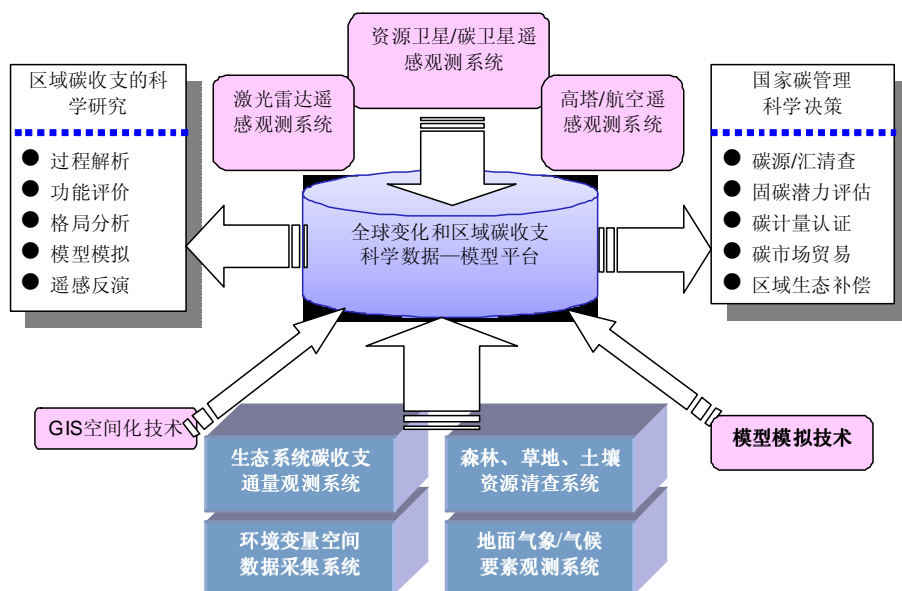 资源卫星/碳卫星遥
感观测系统
激光雷达遥
感观测系统
高塔/航空遥
感观测系统
区域碳收支的科
学研究
过程解析
功能评价
格局分析
模型模拟
遥感反演
全球变化和区域碳收支
科学数据—模型平台
国家碳管理
科学决策
碳源/汇清查
固碳潜力评估
碳计量认证
碳市场贸易
区域生态补偿
GIS空间化技术
模型模拟技术
生态系统碳收支
通量观测系统
森林、草地、土壤
资源清查系统
环境变量空间
数据采集系统
地面气象/气候
要素观测系统